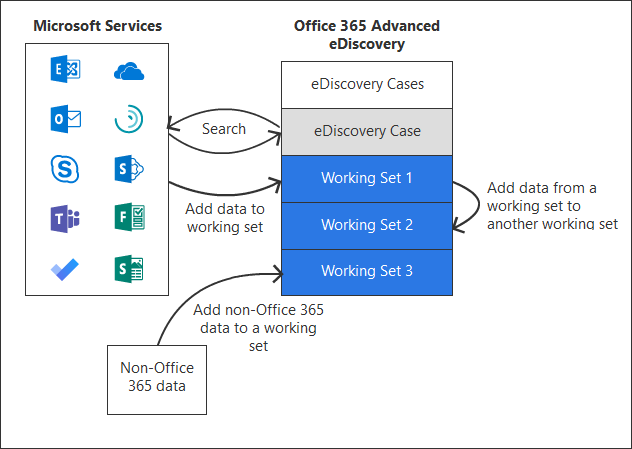 Microsoft Services
Office 365 Advanced
eDiscovery
eDiscovery Cases
Search
eDiscovery Case
Working Set 1
Add data to
working set
Add data from a
working set to
another working set
Working Set 2
Working Set 3
Add non-Office 365
data to a working
set
Non-Office
365 data